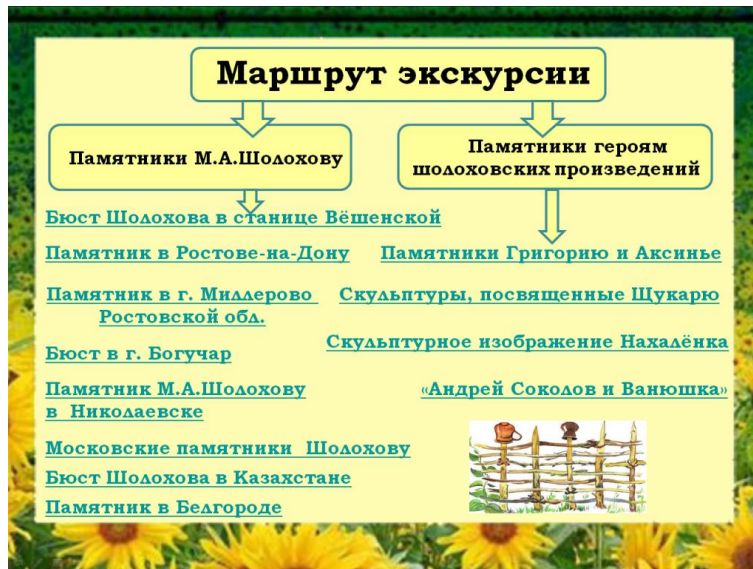 Маршрут экскурсии
Памятники М.А.Шолохову
Памятники героям
шолоховских произведений
Бюст Шолохова в станице Вёшенской
Памятник в Ростове-на-Дону
Памятник в г. Миллерово
Ростовской обл.
Бюст в г. Богучар
Памятник М.А.Шолохову
в Николаевске
Московские памятники Шолохову
Бюст Шолохова в Казахстане
Памятник в Белгороде
Памятники Григорию и Аксинье
Скульптуры, посвященные Щукарю
Скульптурное изображение Нахалёнка
«Андрей Соколов и Ванюшка»